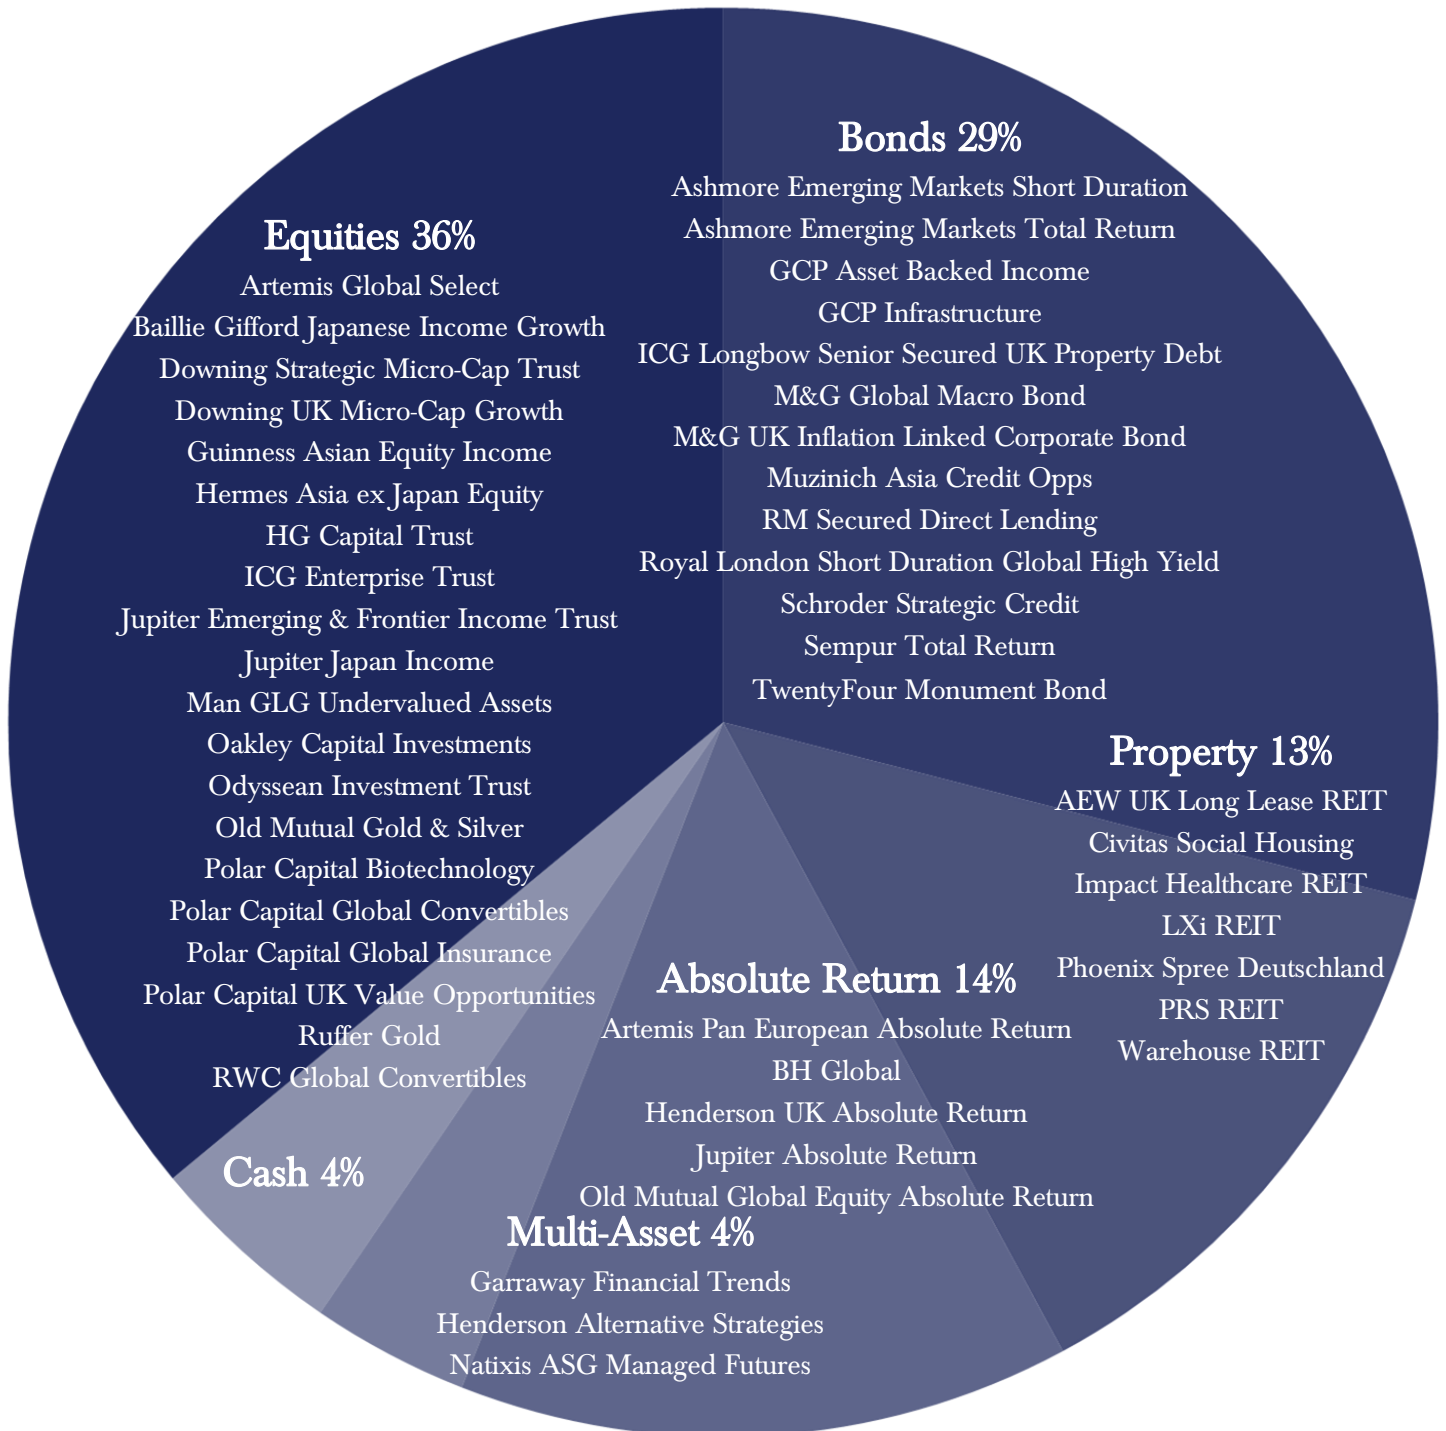 Bonds 29%
Ashmore Emerging Markets Short Duration
Ashmore Emerging Markets Total Return
GCP Asset Backed Income
GCP Infrastructure
ICG Longbow Senior Secured UK Property Debt
M&G Global Macro Bond
M&G UK Inflation Linked Corporate Bond
Muzinich Asia Credit Opps
RM Secured Direct Lending
Royal London Short Duration Global High Yield
Schroder Strategic Credit
Sempur Total Return
TwentyFour Monument Bond
Property 13%
AEW UK Long Lease REIT
Civitas Social Housing
Impact Healthcare REIT
LXi REIT
Phoenix Spree Deutschland
PRS REIT
Warehouse REIT
Absolute Return 14%
Artemis Pan European Absolute Return
BH Global
Henderson UK Absolute Return
Jupiter Absolute Return
Old Mutual Global Equity Absolute Return
Multi-Asset 4%
Garraway Financial Trends
Henderson Alternative Strategies
Natixis ASG Managed Futures
Cash 4%
Equities 36%
Artemis Global Select
Baillie Gifford Japanese Income Growth
Downing Strategic Micro-Cap Trust
Downing UK Micro-Cap Growth
Guinness Asian Equity Income
Hermes Asia ex Japan Equity
HG Capital Trust
ICG Enterprise Trust
Jupiter Emerging & Frontier Income Trust
Jupiter Japan Income
Man GLG Undervalued Assets
Oakley Capital Investments
Odyssean Investment Trust
Old Mutual Gold & Silver
Polar Capital Biotechnology
Polar Capital Global Convertibles
Polar Capital Global Insurance
Polar Capital UK Value Opportunities
Ruffer Gold
RWC Global Convertibles